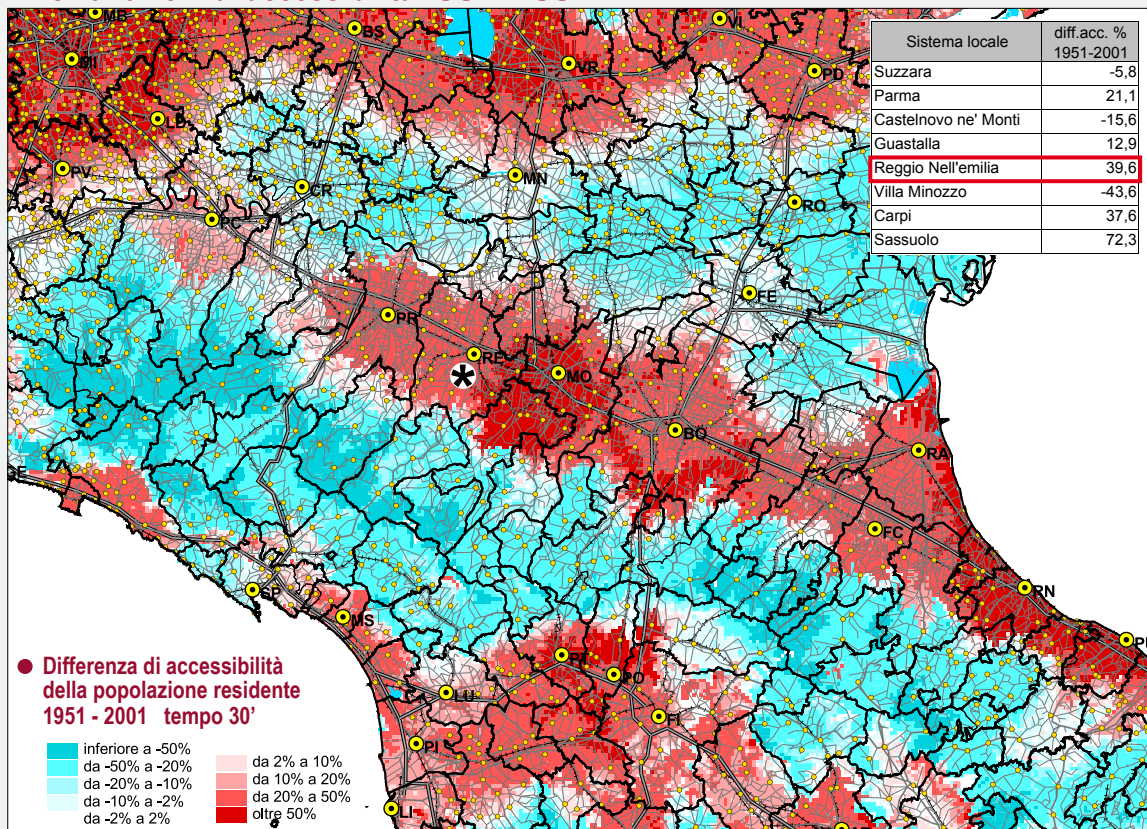 Sistema locale diff.acc. % 1951-2001
Suzzara -5,8
Parma 21,1
Castelnovo ne' Monti -15,6
Guastalla 12,9
Reggio Nell'emilia 39,6
Villa Minozzo -43,6
Carpi 37,6
Sassuolo 72,3
MB
BS
VI
MI
VR
PD
PV
CR
MN
RO
FE
PR
RE
*
MO
BO
RA
FC
SP
MS
RN
PO
LU
FI
PI
LI
● Differenza di accessibilità
della popolazione residente
1951 - 2001 tempo 30'
inferiore a -50%
da -50% a -20%
da -20% a -10%
da -10% a -2%
da -2% a 2%
da 2% a 10%
da 10% a 20%
da 20% a 50%
oltre 50%